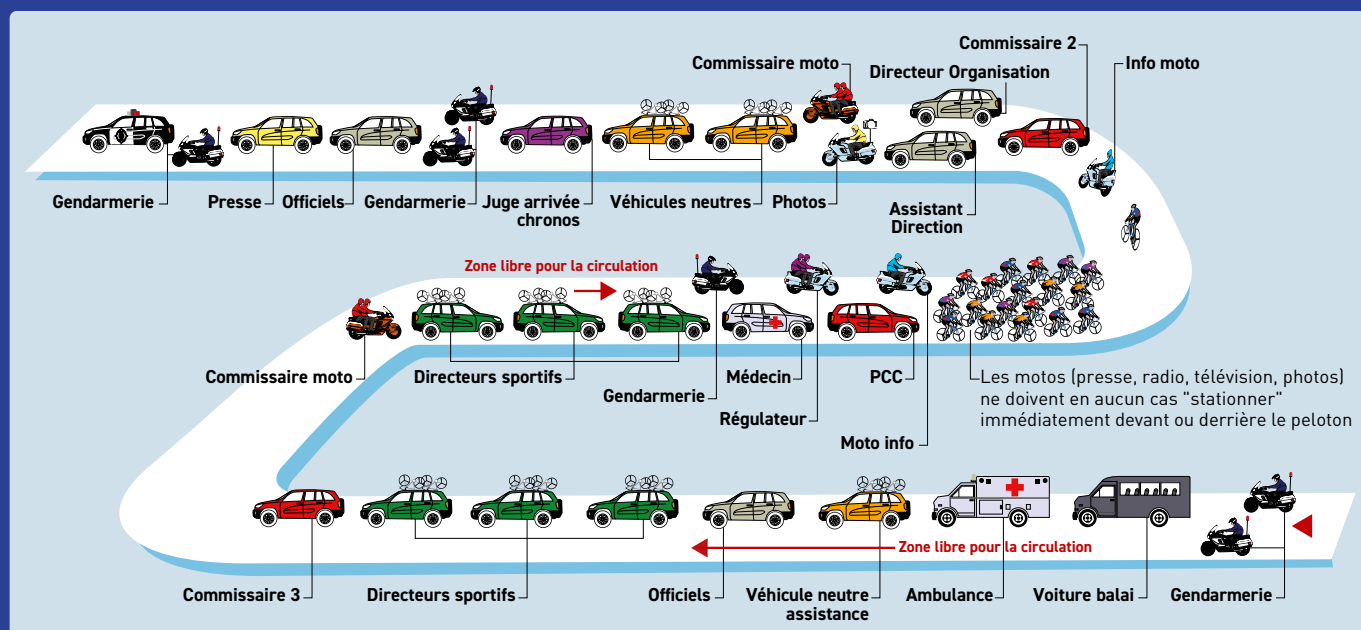 Commissaire 2
Commissaire moto
Directeur Organisation
Info moto
Gendarmerie
Presse
Officiels
Gendarmerie
Juge arrivée
chronos
Véhicules neutres
Photos
Assistant
Direction
Zone libre pour la circulation
Commissaire moto
Directeurs sportifs
Gendarmerie
Médecin
Régulateur
PCC
Moto info
Les motos (presse, radio, télévision, photos)
ne doivent en aucun cas "stationner"
immédiatement devant ou derrière le peloton
Zone libre pour la circulation
Commissaire 3
Directeurs sportifs
Officiels
Véhicule neutre
assistance
Ambulance
Voiture balai
Gendarmerie